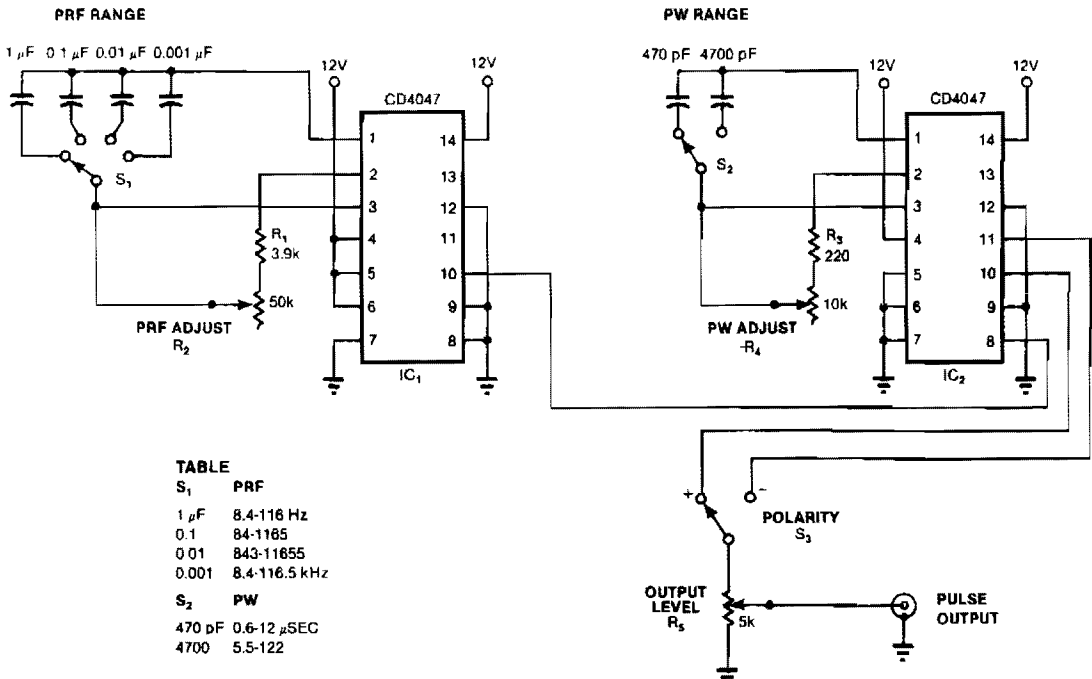 PRF RANGE
1 µF 0.1 µF 0.01 µF 0.001 µF
12V
12V
CD4047
1
2
3
4
5
6
7
14
13
12
11
10
9
8
IC₁
S₁
R₁
3.9k
50k
PRF ADJUST
R₂
PW RANGE
470 pF 4700 pF
12V
12V
CD4047
1
2
3
4
5
6
7
14
13
12
11
10
9
8
IC₂
S₂
R₃
220
10k
PW ADJUST
-R₄
TABLE
S₁ PRF
1 µF 8.4-116 Hz
0.1 84-1165
0 01 843-11655
0.001 8.4-116.5 kHz
S₂ PW
470 pF 0.6-12 µSEC
4700 5.5-122
+
-
POLARITY
S₃
OUTPUT
LEVEL
R₅
5k
PULSE
OUTPUT